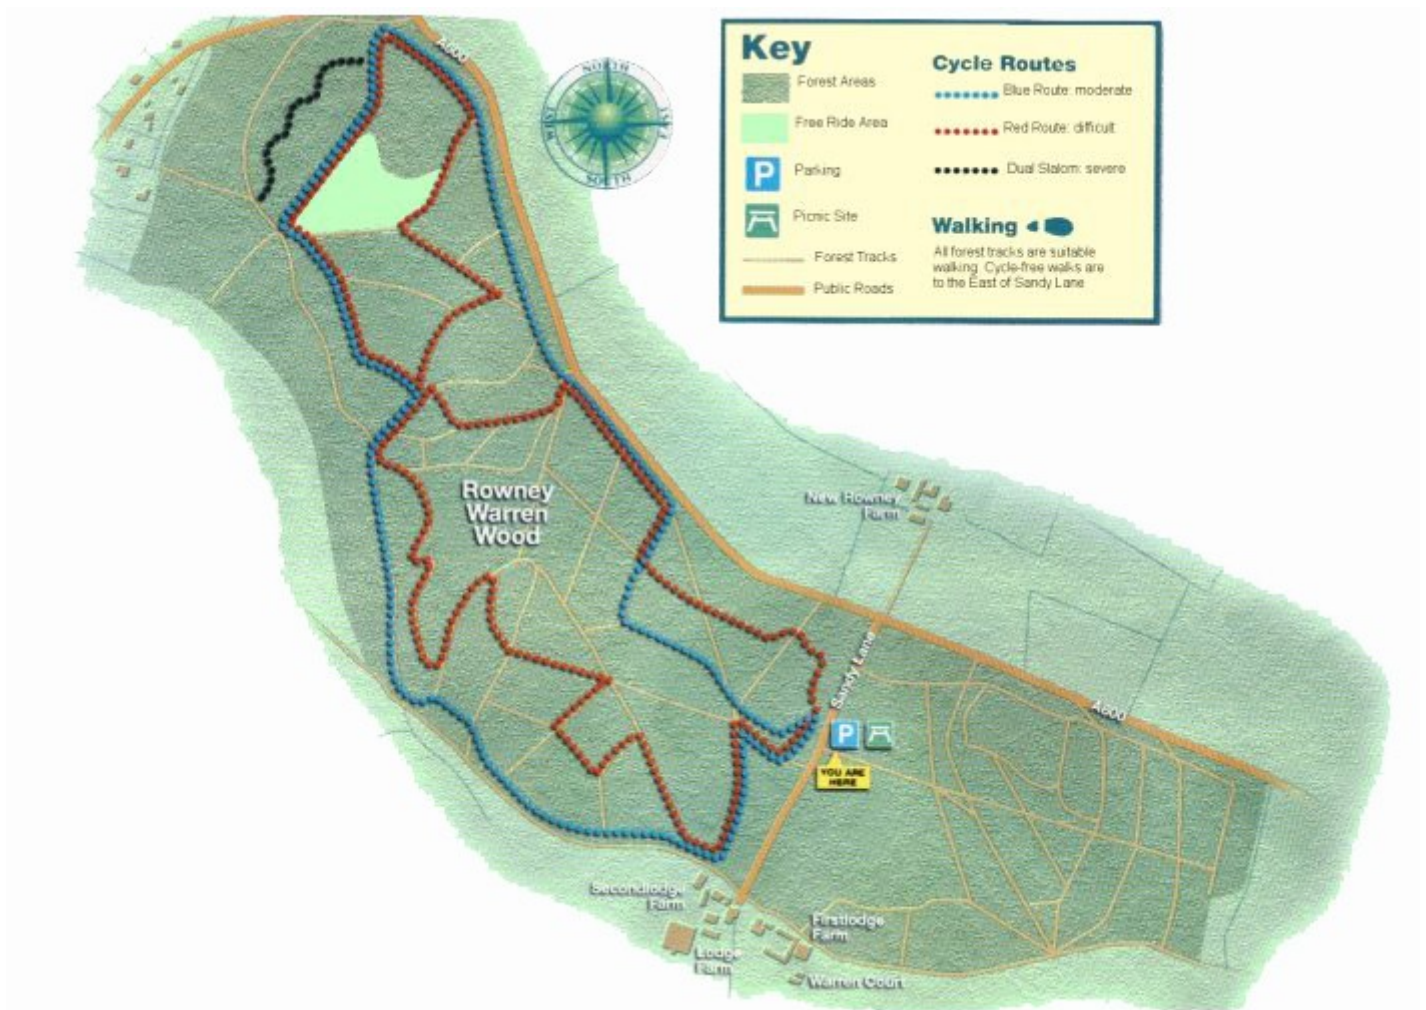 Key
Forest Areas
Free Ride Area
P
Parking
Picnic Site
Forest Tracks
Public Roads
Cycle Routes
Blue Route: moderate
Red Route: difficult
Dual Slalom: severe
Walking
All forest tracks are suitable
walking. Cycle-free walks are
to the East of Sandy Lane
NORTH
WEST
EAST
SOUTH
A600
Rowney
Warren
Wood
New Rowney
Farm
Sandy Lane
A600
P
YOU ARE
HERE
Secondlodge
Farm
Firstlodge
Farm
Lodge
Farm
Warren Court